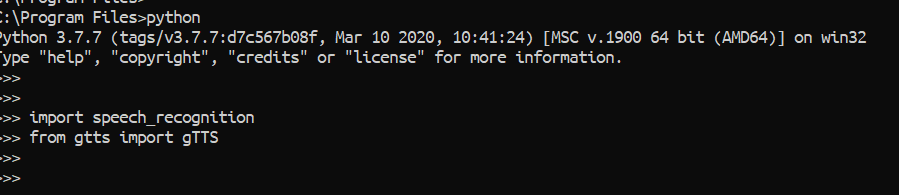 C:\Program Files>python
Python 3.7.7 (tags/v3.7.7:d7c567b08f, Mar 10 2020, 10:41:24) [MSC v.1900 64 bit (AMD64)] on win32
Type "help", "copyright", "credits" or "license" for more information.
>>>
>>>
>>> import speech_recognition
>>> from gtts import gTTS
>>>
>>>